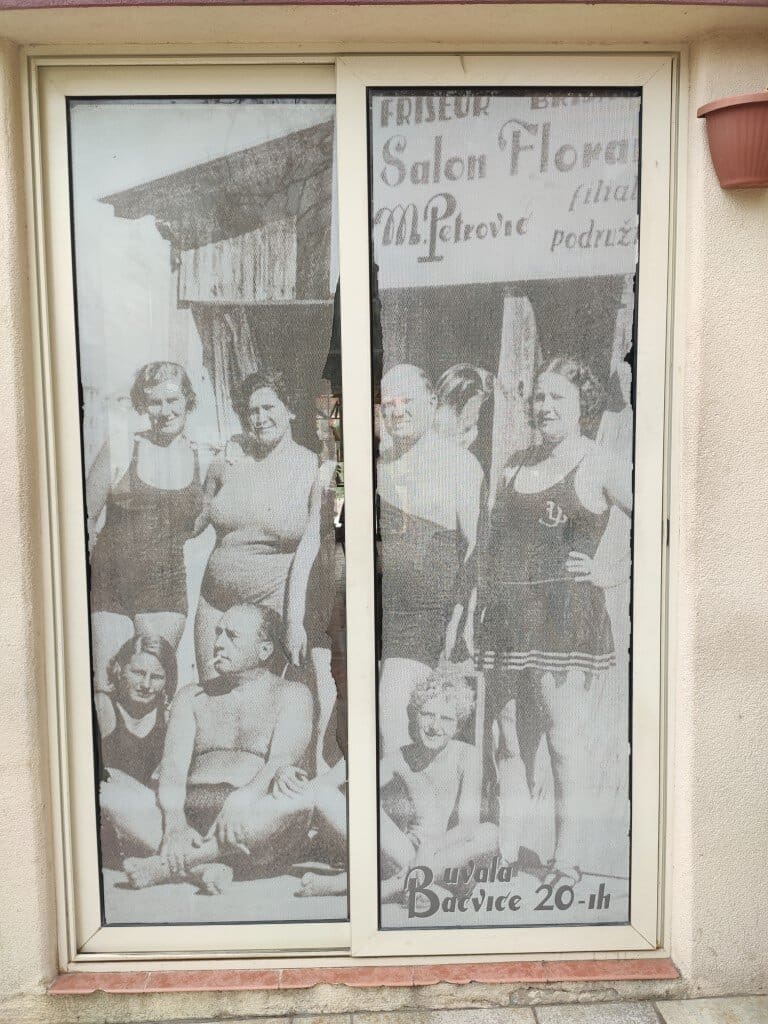 FRISEUR
Salon Flora
M. Petrović filial
podruž
Uvala
Bačvice 20-ih